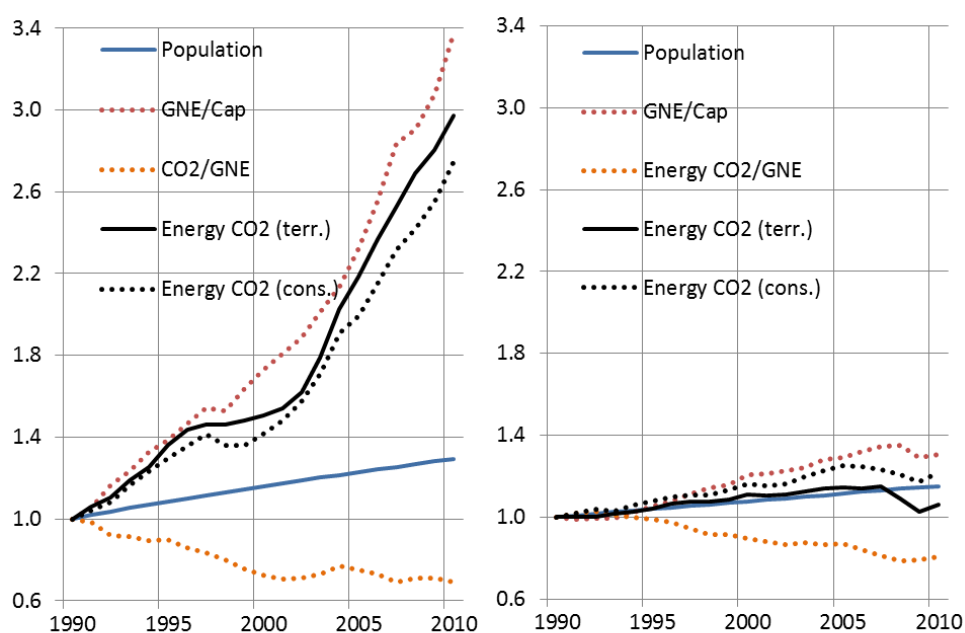 3.4
Population
3.0
GNE/Cap
2.6
CO2/GNE
Energy CO2 (terr.)
2.2
Energy CO2 (cons.)
1.8
1.4
1.0
0.6
1990 1995 2000 2005 2010
3.4
Population
3.0
GNE/Cap
2.6
Energy CO2/GNE
Energy CO2 (terr.)
2.2
Energy CO2 (cons.)
1.8
1.4
1.0
0.6
1990 1995 2000 2005 2010